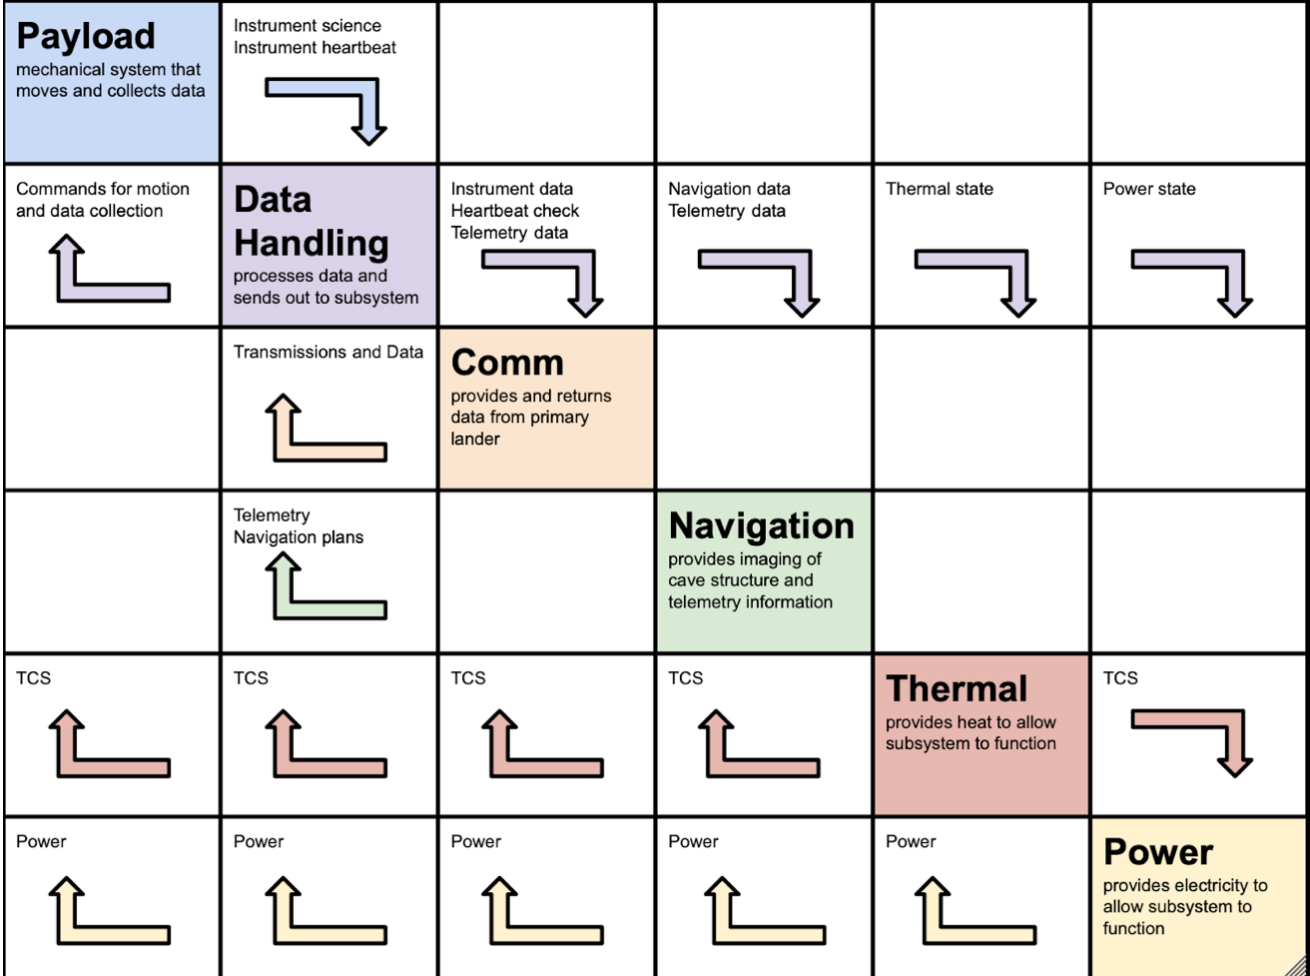 Payload
mechanical system that
moves and collects data
Instrument science
Instrument heartbeat
Commands for motion
and data collection
Data
Handling
processes data and
sends out to subsystem
Instrument data
Heartbeat check
Telemetry data
Navigation data
Telemetry data
Thermal state
Power state
Transmissions and Data
Comm
provides and returns
data from primary
lander
Telemetry
Navigation plans
Navigation
provides imaging of
cave structure and
telemetry information
TCS
TCS
TCS
TCS
Thermal
provides heat to allow
subsystem to function
TCS
Power
Power
Power
Power
Power
Power
provides electricity to
allow subsystem to
function